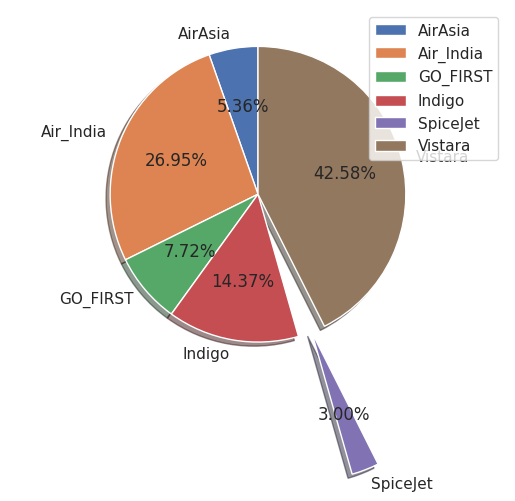 AirAsia
Air_India
GO_FIRST
Indigo
SpiceJet
Vistara
AirAsia
Air_India
GO_FIRST
Indigo
SpiceJet
Vistara
5.36%
26.95%
7.72%
14.37%
3.00%
42.58%